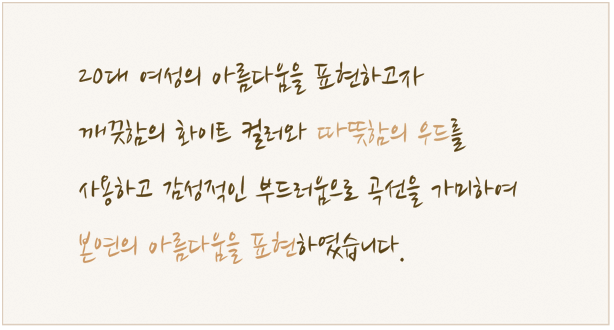 20대 여성의 아름다움을 표현하고자
깨끗함의 화이트 컬러와 따뜻함의 우드를
사용하고 감성적인 부드러움으로 곡선을 가미하여
본연의 아름다움을 표현하였습니다.